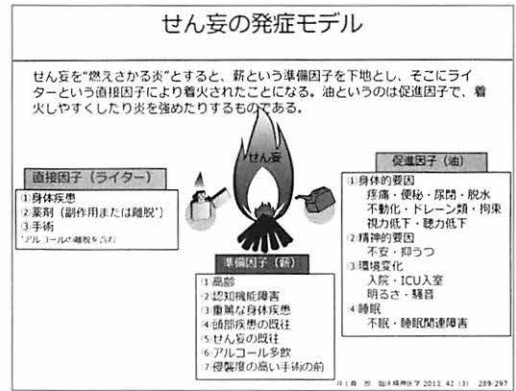 せん妄の発症モデル
せん妄を“燃えさかる炎”とすると、薪という準備因子を下地とし、そこにライ
ターという直接因子により着火されたことになる。油というのは促進因子で、着
火しやすくしたり炎を強めたりするものである。
せん妄
直接因子（ライター）
①身体疾患
②薬剤（副作用または離脱*）
③手術
*アルコールの離脱を含む
準備因子（薪）
①高齢
②認知機能障害
③重篤な身体疾患
④頭部疾患の既往
⑤せん妄の既往
⑥アルコール多飲
⑦侵襲度の高い手術の前
促進因子（油）
①身体的要因
疼痛・便秘・尿閉・脱水
不動化・ドレーン類・拘束
視力低下・聴力低下
②精神的要因
不安・抑うつ
③環境変化
入院・ICU入室
明るさ・騒音
④睡眠
不眠・睡眠関連障害
臨床精神医学 2013, 42 (3) 289-297